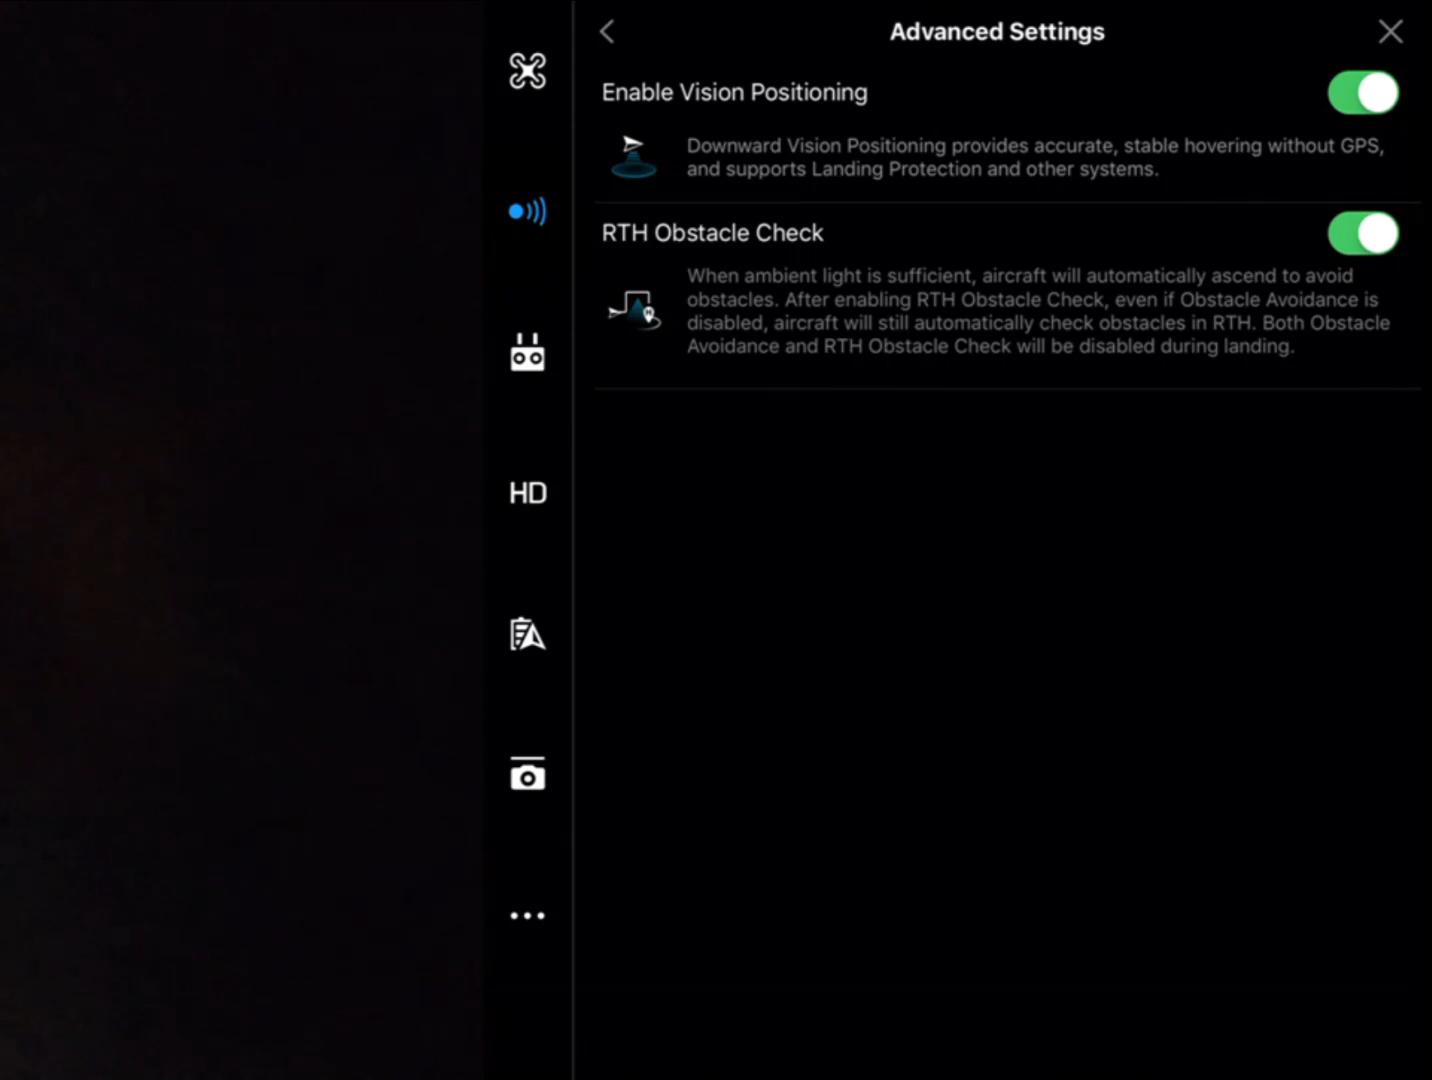 Advanced Settings
Enable Vision Positioning
Downward Vision Positioning provides accurate, stable hovering without GPS,
and supports Landing Protection and other systems.
RTH Obstacle Check
When ambient light is sufficient, aircraft will automatically ascend to avoid
obstacles. After enabling RTH Obstacle Check, even if Obstacle Avoidance is
disabled, aircraft will still automatically check obstacles in RTH. Both Obstacle
Avoidance and RTH Obstacle Check will be disabled during landing.
HD